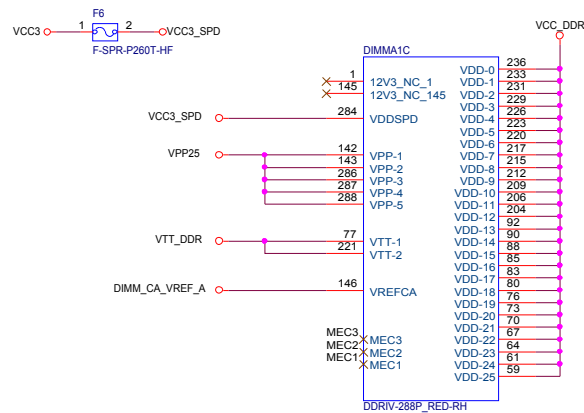 F6
VCC3 1 2 VCC3_SPD
F-SPR-P260T-HF
VCC_DDR
DIMMA1C
1 12V3_NC_1
145 12V3_NC_145
VCC3_SPD 284 VDDSPD
VPP25 142 VPP-1
143 VPP-2
286 VPP-3
287 VPP-4
288 VPP-5
VTT_DDR 77 VTT-1
221 VTT-2
DIMM_CA_VREF_A 146 VREFCA
MEC3 MEC3
MEC2 MEC2
MEC1 MEC1
VDD-0 236
VDD-1 233
VDD-2 231
VDD-3 229
VDD-4 226
VDD-5 223
VDD-6 220
VDD-7 217
VDD-8 215
VDD-9 212
VDD-10 209
VDD-11 206
VDD-12 204
VDD-13 92
VDD-14 90
VDD-15 88
VDD-16 85
VDD-17 83
VDD-18 80
VDD-19 76
VDD-20 73
VDD-21 70
VDD-22 67
VDD-23 64
VDD-24 61
VDD-25 59
DDRIV-288P_RED-RH